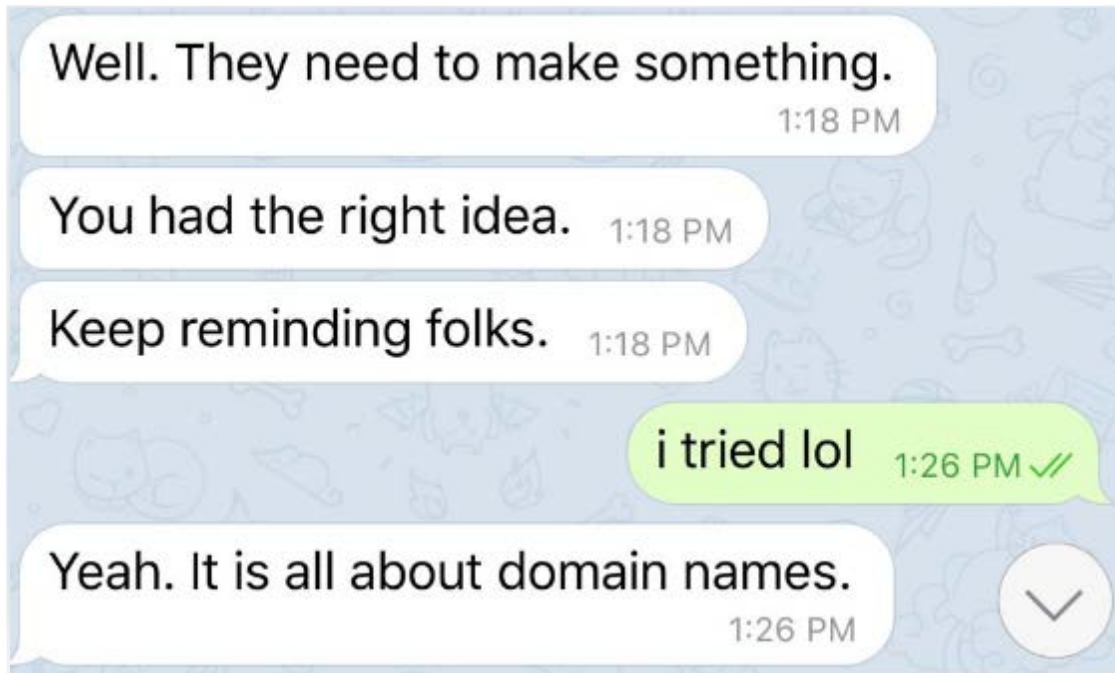 Well. They need to make something.
1:18 PM
You had the right idea. 1:18 PM
Keep reminding folks. 1:18 PM
i tried lol 1:26 PM
Yeah. It is all about domain names.
1:26 PM